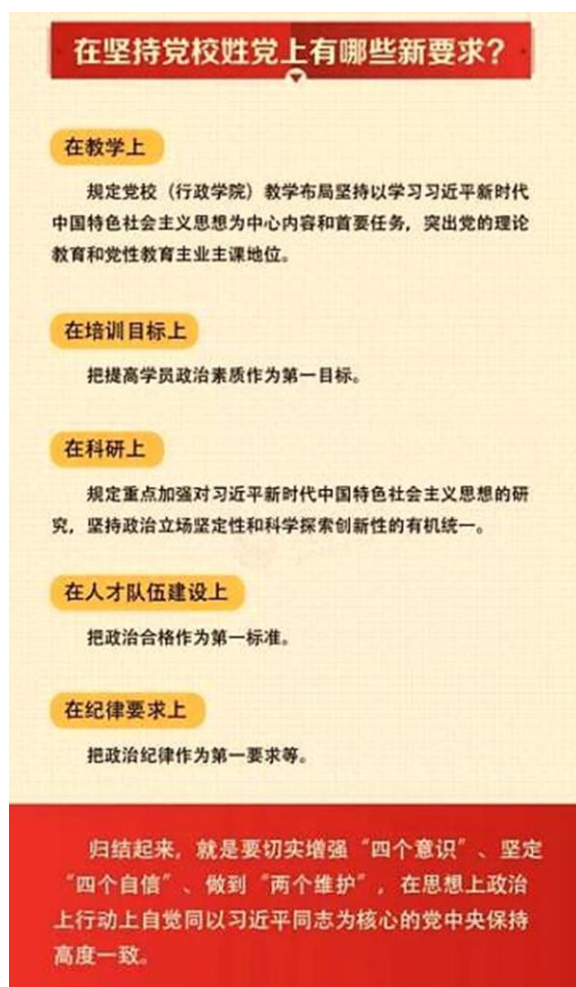 在坚持党校姓党上有哪些新要求？
在教学上
规定党校（行政学院）教学布局坚持以学习习近平新时代
中国特色社会主义思想为中心内容和首要任务，突出党的理论
教育和党性教育主业主课地位。
在培训目标上
把提高学员政治素质作为第一目标。
在科研上
规定重点加强对习近平新时代中国特色社会主义思想的研
究，坚持政治立场坚定性和科学探索创新性的有机统一。
在人才队伍建设上
把政治合格作为第一标准。
在纪律要求上
把政治纪律作为第一要求等。
归结起来，就是要切实增强“四个意识”、坚定
“四个自信”、做到“两个维护”，在思想上政治
上行动上自觉同以习近平同志为核心的党中央保持
高度一致。